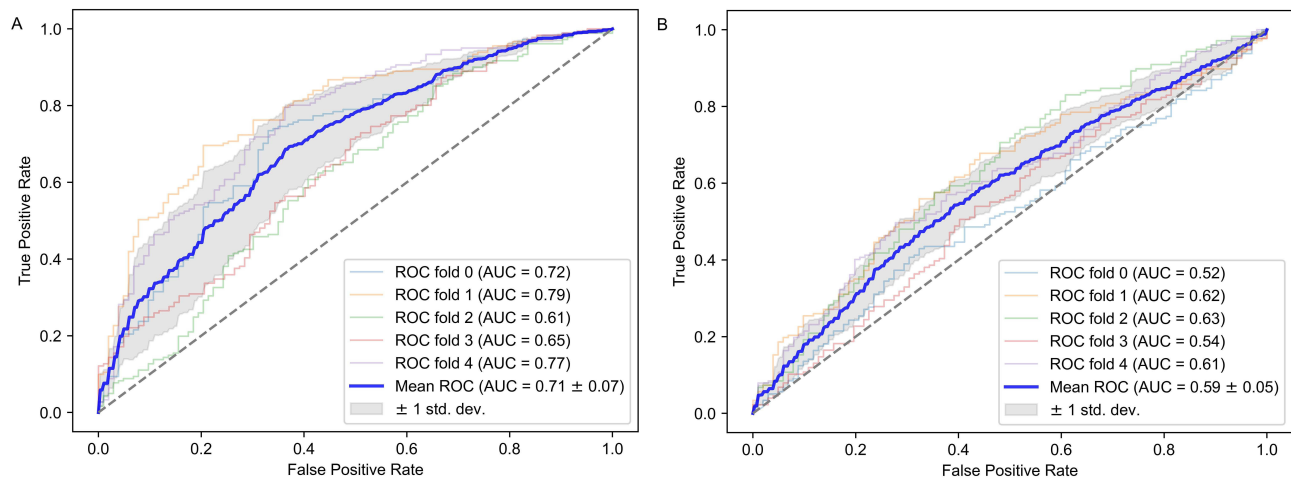 A
True Positive Rate
1.0
0.8
0.6
0.4
0.2
0.0
ROC fold 0 (AUC = 0.72)
ROC fold 1 (AUC = 0.79)
ROC fold 2 (AUC = 0.61)
ROC fold 3 (AUC = 0.65)
ROC fold 4 (AUC = 0.77)
Mean ROC (AUC = 0.71 ± 0.07)
± 1 std. dev.
0.0 0.2 0.4 0.6 0.8 1.0
False Positive Rate
B
True Positive Rate
1.0
0.8
0.6
0.4
0.2
0.0
ROC fold 0 (AUC = 0.52)
ROC fold 1 (AUC = 0.62)
ROC fold 2 (AUC = 0.63)
ROC fold 3 (AUC = 0.54)
ROC fold 4 (AUC = 0.61)
Mean ROC (AUC = 0.59 ± 0.05)
± 1 std. dev.
0.0 0.2 0.4 0.6 0.8 1.0
False Positive Rate